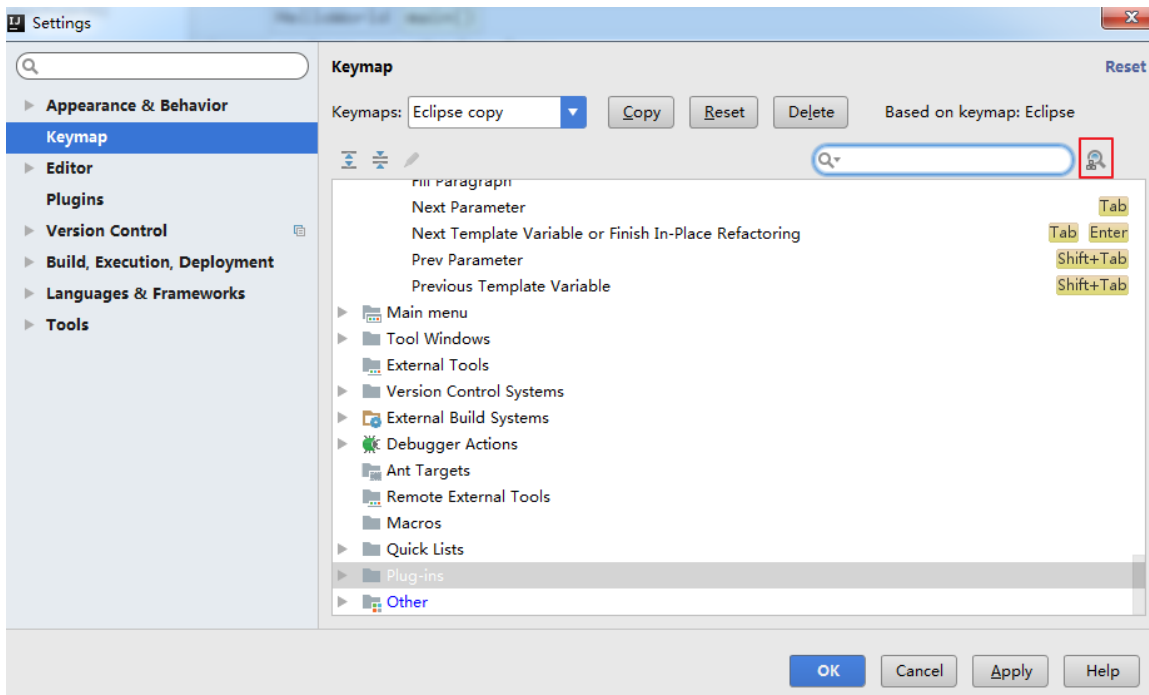 Settings
HelloWorld main()
Appearance & Behavior
Keymap
Editor
Plugins
Version Control
Build, Execution, Deployment
Languages & Frameworks
Tools
Keymap
Reset
Keymaps: Eclipse copy Copy Reset Delete Based on keymap: Eclipse
Fill Paragraph
Next Parameter Tab
Next Template Variable or Finish In-Place Refactoring Tab Enter
Prev Parameter Shift+Tab
Previous Template Variable Shift+Tab
Main menu
Tool Windows
External Tools
Version Control Systems
External Build Systems
Debugger Actions
Ant Targets
Remote External Tools
Macros
Quick Lists
Plug-ins
Other
OK Cancel Apply Help